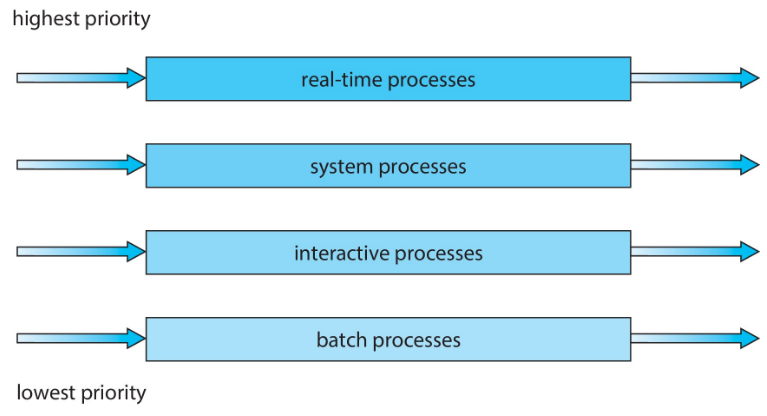 highest priority
real-time processes
system processes
interactive processes
batch processes
lowest priority